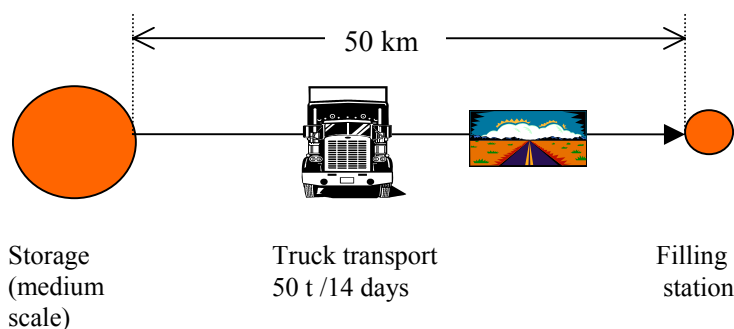 50 km
Storage
(medium
scale)
Truck transport
50 t /14 days
Filling
station